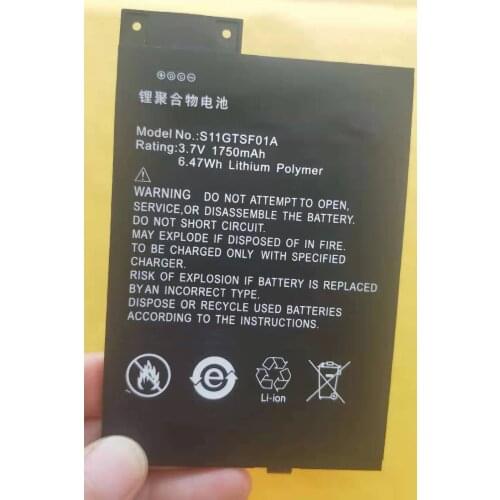 锂聚合物电池
Model No.:S11GTSF01A
Rating:3.7V 1750mAh
6.47Wh Lithium Polymer
WARNING DO NOT ATTEMPT TO OPEN,
SERVICE,OR DISASSEMBLE THE BATTERY.
DO NOT SHORT CIRCUIT.
MAY EXPLODE IF DISPOSED OF IN FIRE.
TO BE CHARGED ONLY WITH SPECIFIED
CHARGER.
RISK OF EXPLOSION IF BATTERY IS REPLACED
BY AN INCORRECT TYPE.
DISPOSE OR RECYCLE USED BATTERIES
ACCORDING TO THE INSTRUCTIONS.
Li-ion